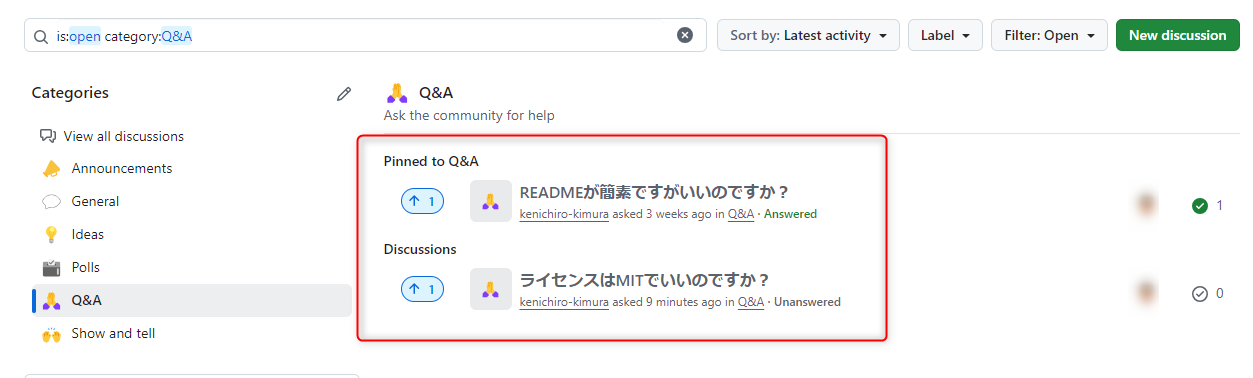 is:open category:Q&A
Sort by: Latest activity
Label
Filter: Open
New discussion
Categories
View all discussions
Announcements
General
Ideas
Polls
Q&A
Show and tell
Q&A
Ask the community for help
Pinned to Q&A
1
READMEが簡素ですがいいのですか？
kenichiro-kimura asked 3 weeks ago in Q&A · Answered
1
Discussions
1
ライセンスはMITでいいのですか？
kenichiro-kimura asked 9 minutes ago in Q&A · Unanswered
0